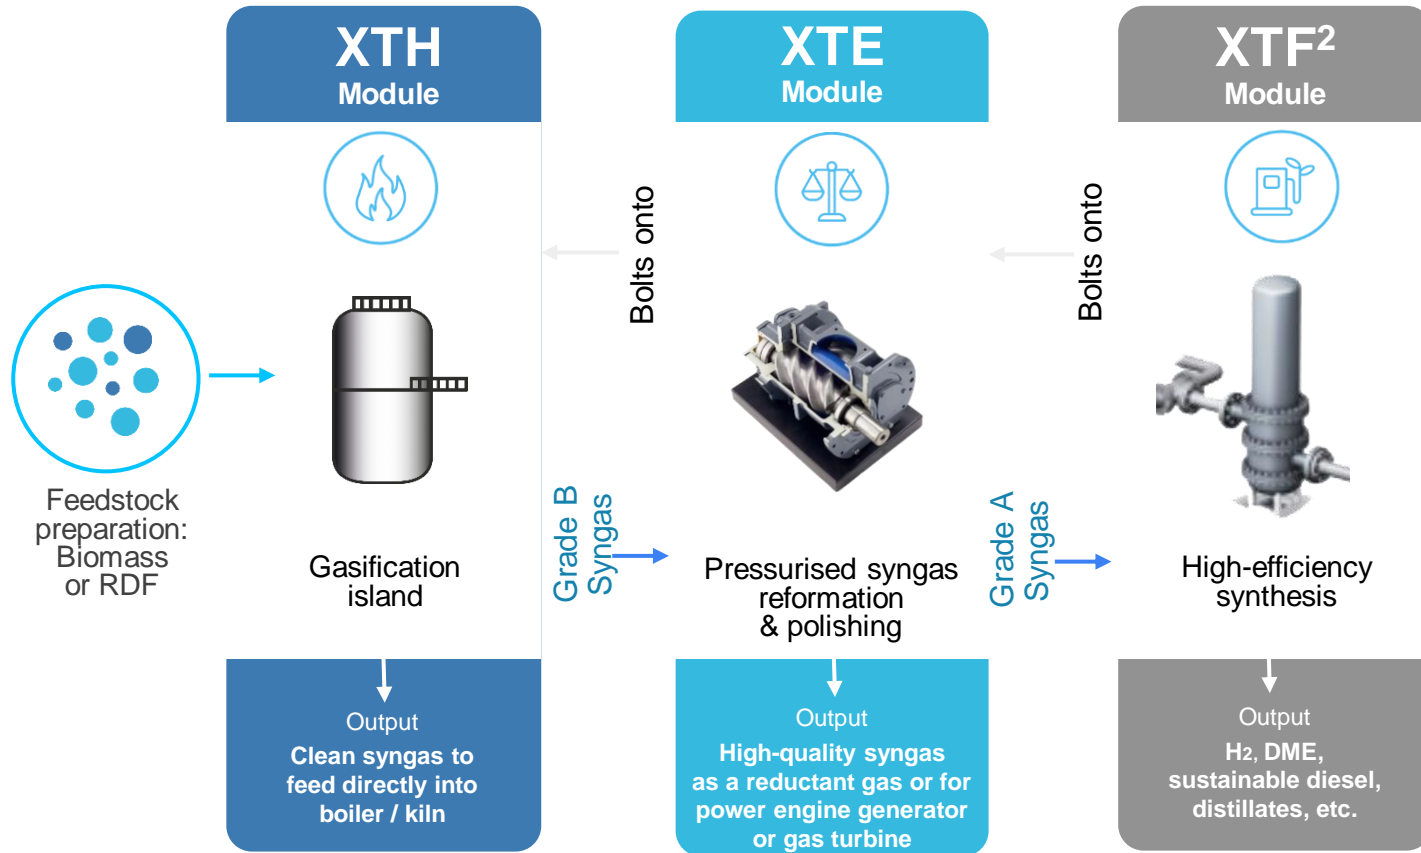 XTH
Module
XTE
Module
XTF²
Module
Bolts onto
Bolts onto
Feedstock
preparation:
Biomass
or RDF
Gasification
island
Grade B
Syngas
Pressurised syngas
reformation
& polishing
Grade A
Syngas
High-efficiency
synthesis
Output
Clean syngas to
feed directly into
boiler / kiln
Output
High-quality syngas
as a reductant gas or for
power engine generator
or gas turbine
Output
H2, DME,
sustainable diesel,
distillates, etc.